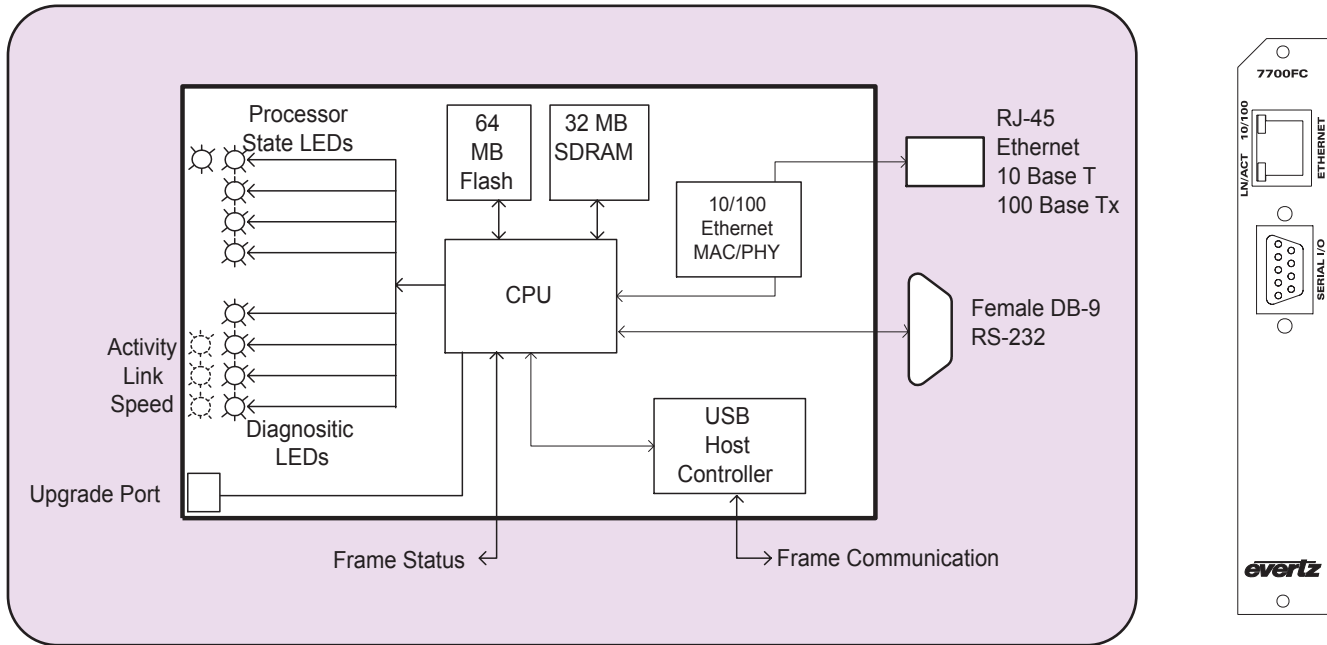 Processor
State LEDs
64
MB
Flash
32 MB
SDRAM
10/100
Ethernet
MAC/PHY
RJ-45
Ethernet
10 Base T
100 Base Tx
CPU
Female DB-9
RS-232
Activity
Link
Speed
Diagnositic
LEDs
USB
Host
Controller
Upgrade Port
Frame Status
Frame Communication
7700FC
LN/ACT 10/100
ETHERNET
SERIAL I/O
evertz